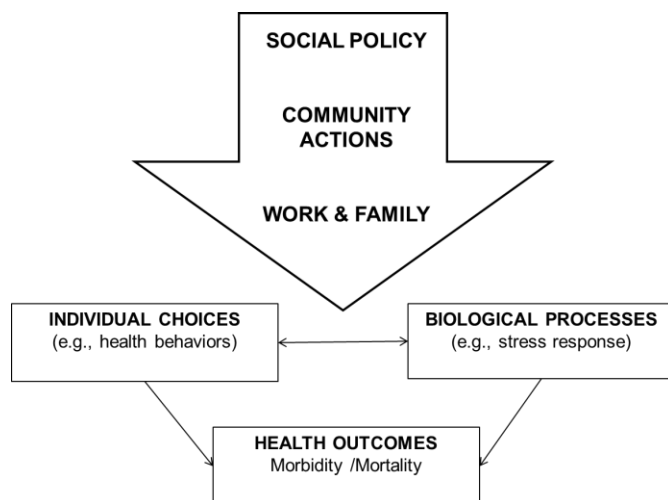 SOCIAL POLICY
COMMUNITY
ACTIONS
WORK & FAMILY
INDIVIDUAL CHOICES
(e.g., health behaviors)
BIOLOGICAL PROCESSES
(e.g., stress response)
HEALTH OUTCOMES
Morbidity /Mortality